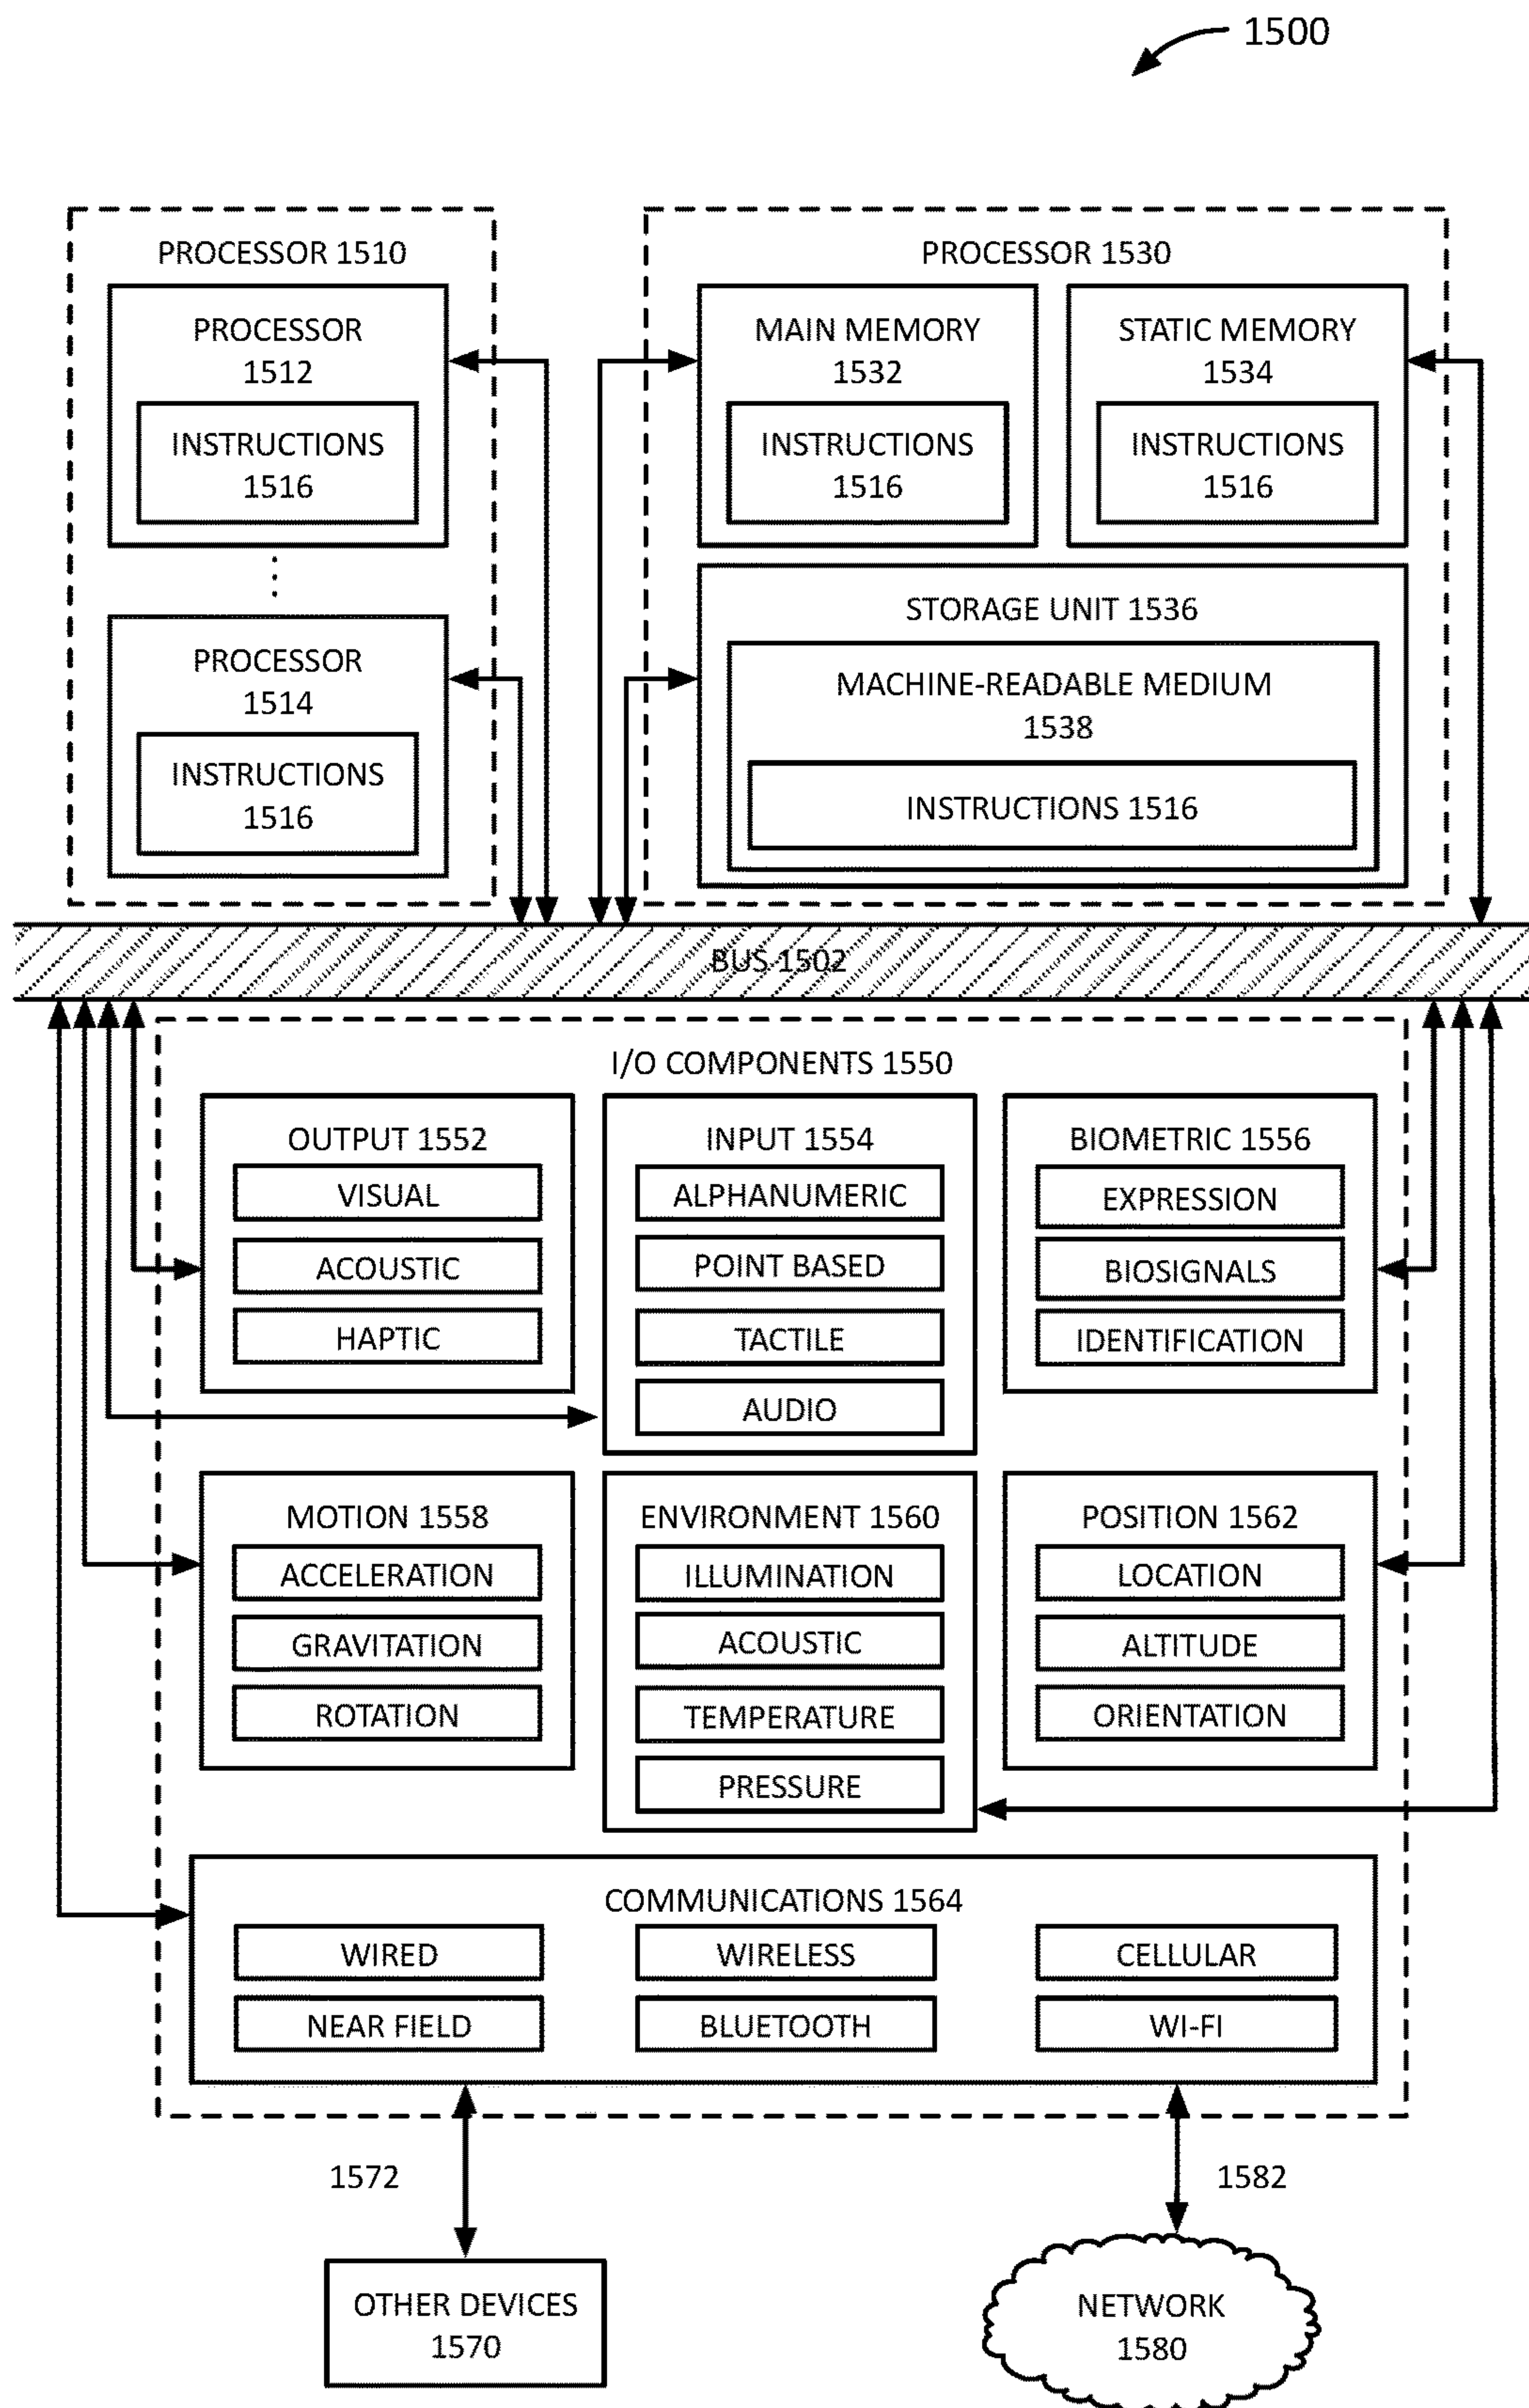 1500
PROCESSOR 1510
PROCESSOR
1512
INSTRUCTIONS
1516
PROCESSOR
1514
INSTRUCTIONS
1516
PROCESSOR 1530
MAIN MEMORY
1532
INSTRUCTIONS
1516
STATIC MEMORY
1534
INSTRUCTIONS
1516
STORAGE UNIT 1536
MACHINE-READABLE MEDIUM
1538
INSTRUCTIONS 1516
BUS 1502
I/O COMPONENTS 1550
OUTPUT 1552
VISUAL
ACOUSTIC
HAPTIC
INPUT 1554
ALPHANUMERIC
POINT BASED
TACTILE
AUDIO
BIOMETRIC 1556
EXPRESSION
BIOSIGNALS
IDENTIFICATION
MOTION 1558
ACCELERATION
GRAVITATION
ROTATION
ENVIRONMENT 1560
ILLUMINATION
ACOUSTIC
TEMPERATURE
PRESSURE
POSITION 1562
LOCATION
ALTITUDE
ORIENTATION
COMMUNICATIONS 1564
WIRED
WIRELESS
CELLULAR
NEAR FIELD
BLUETOOTH
WI-FI
1572
1582
OTHER DEVICES
1570
NETWORK
1580